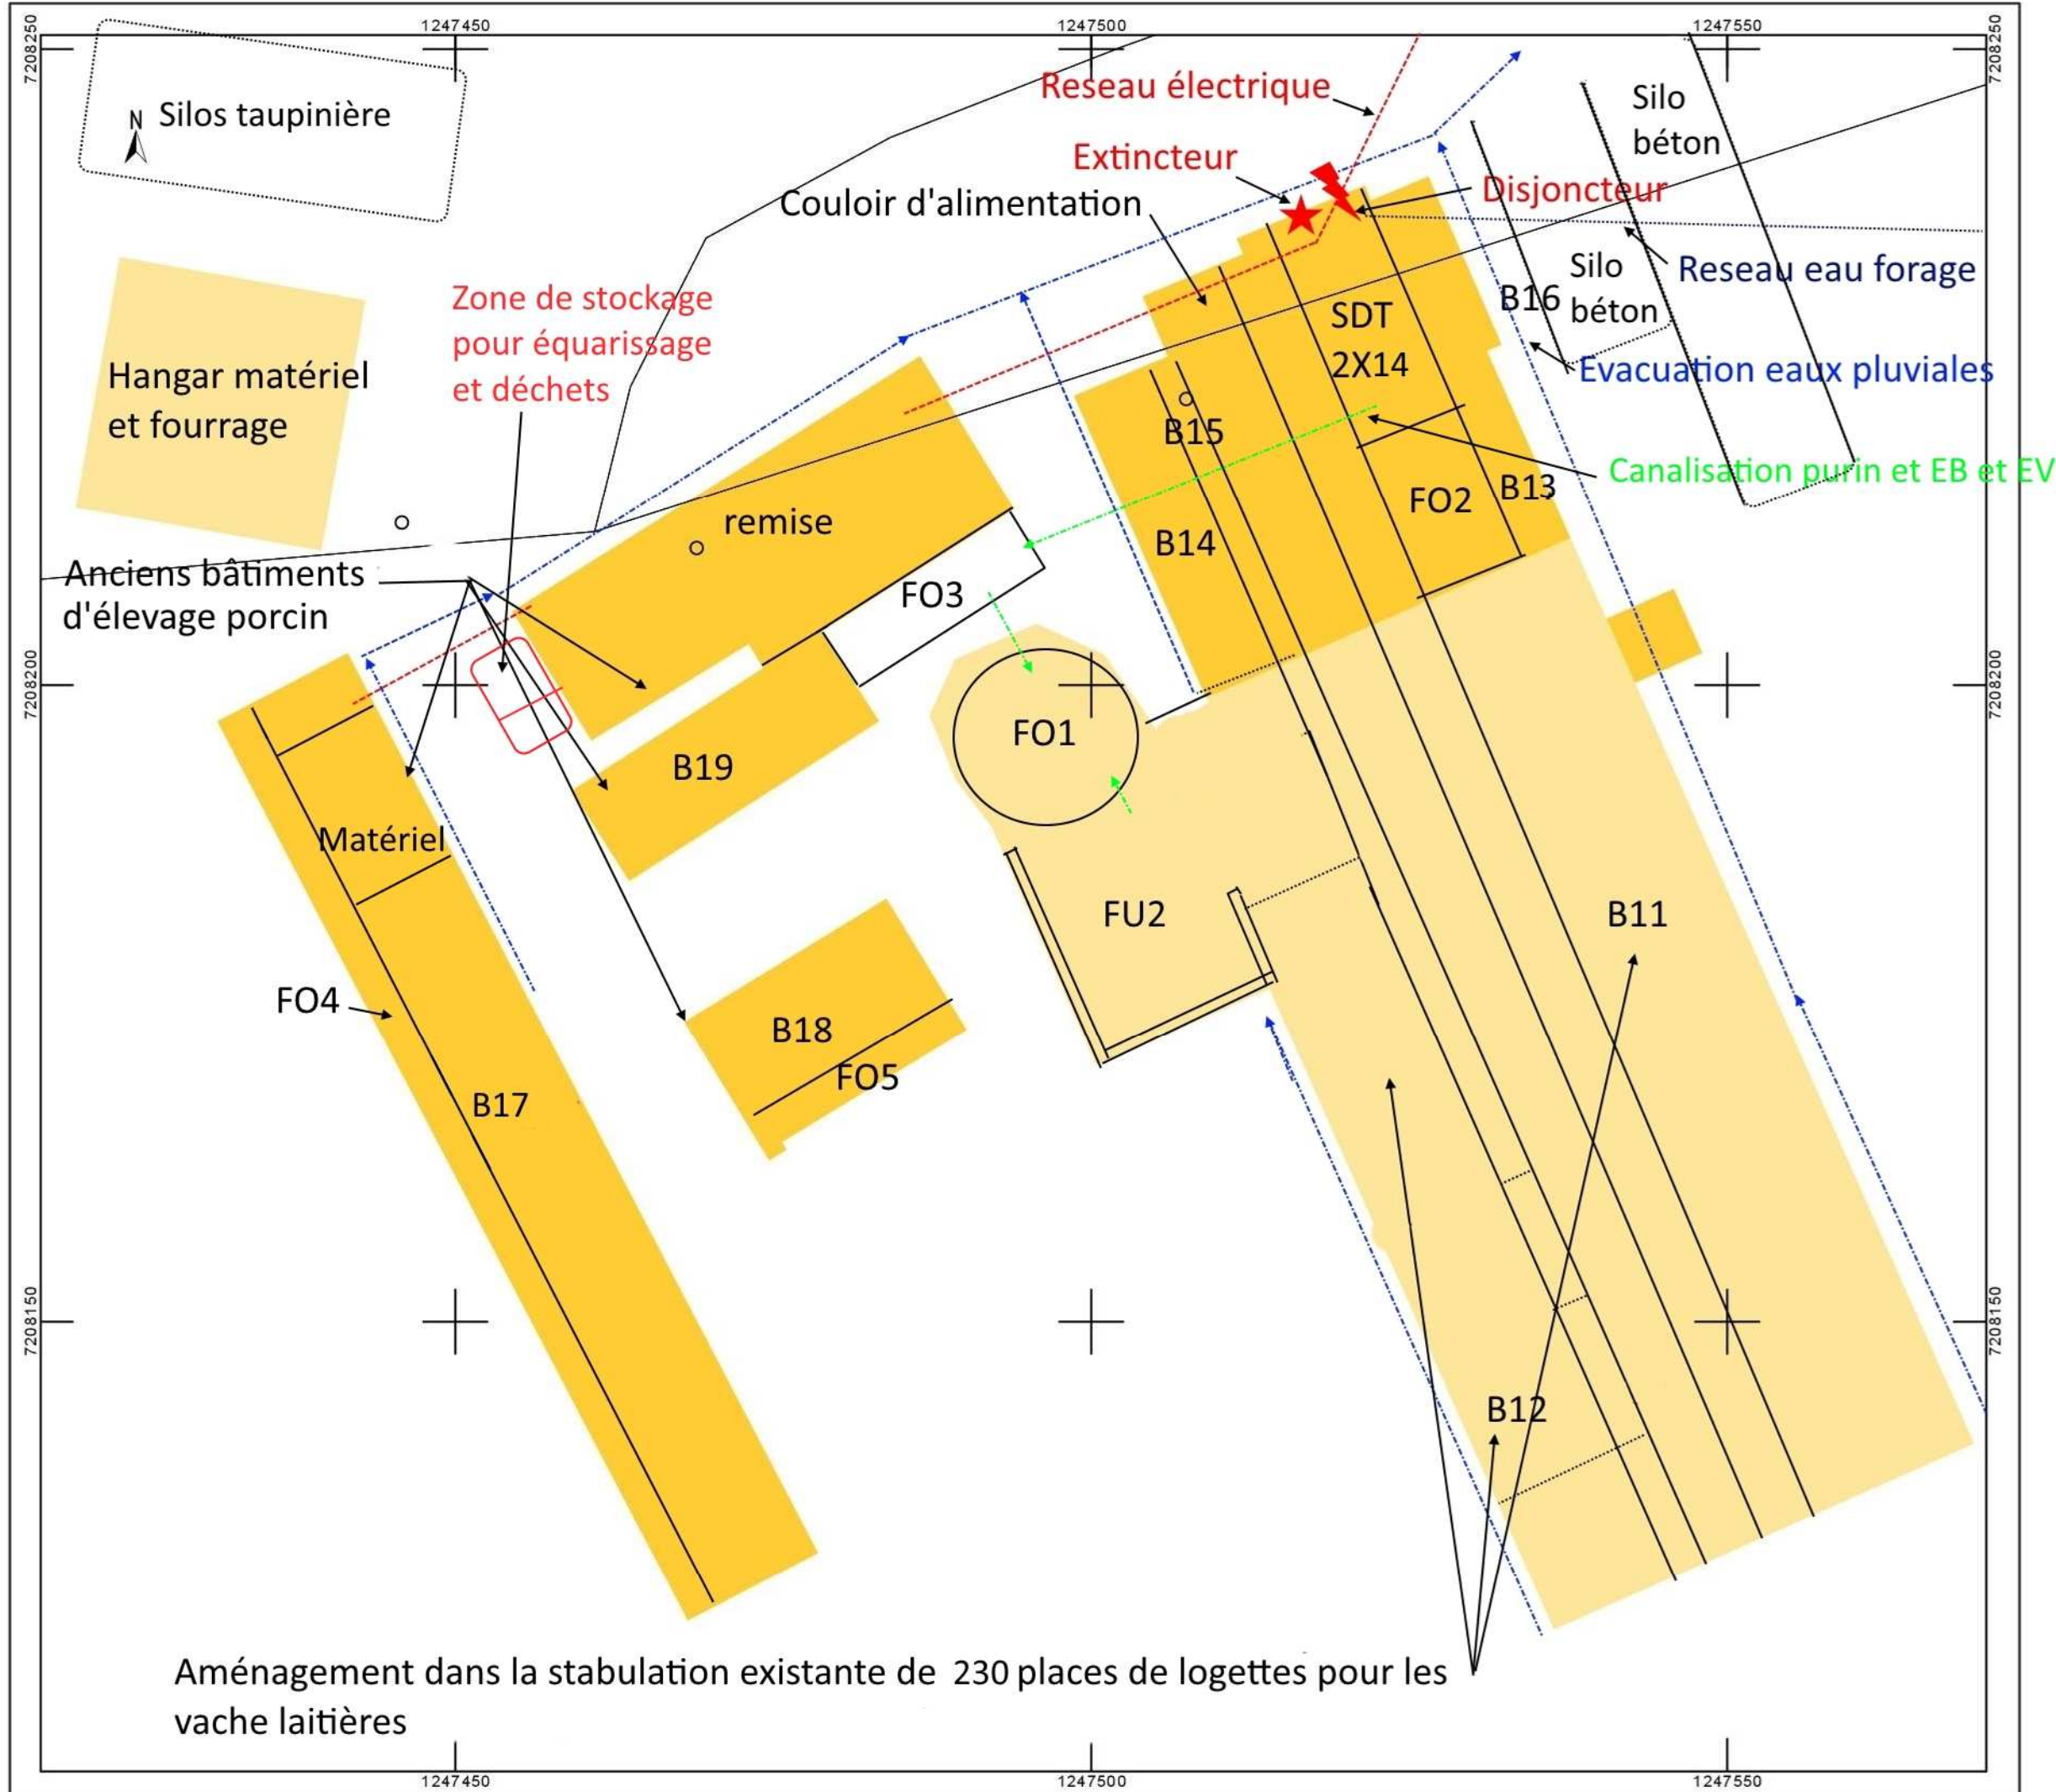 1247450
1247500
1247550
7208250
7208250
Silos taupinière
N
Reseau électrique
Extincteur
Couloir d'alimentation
Disjoncteur
Silo
béton
Silo
béton
Reseau eau forage
B16
Evacuation eaux pluviales
Zone de stockage
pour équarissage
et déchets
Hangar matériel
et fourrage
SDT
2X14
B15
Canalisation purin et EB et EV
FO2
B13
B14
remise
Anciens bâtiments
d'élevage porcin
FO3
7208200
7208200
FO1
B19
Matériel
FU2
B11
FO4
B18
FO5
B17
7208150
7208150
B12
Aménagement dans la stabulation existante de 230 places de logettes pour les
vache laitières
1247450
1247500
1247550